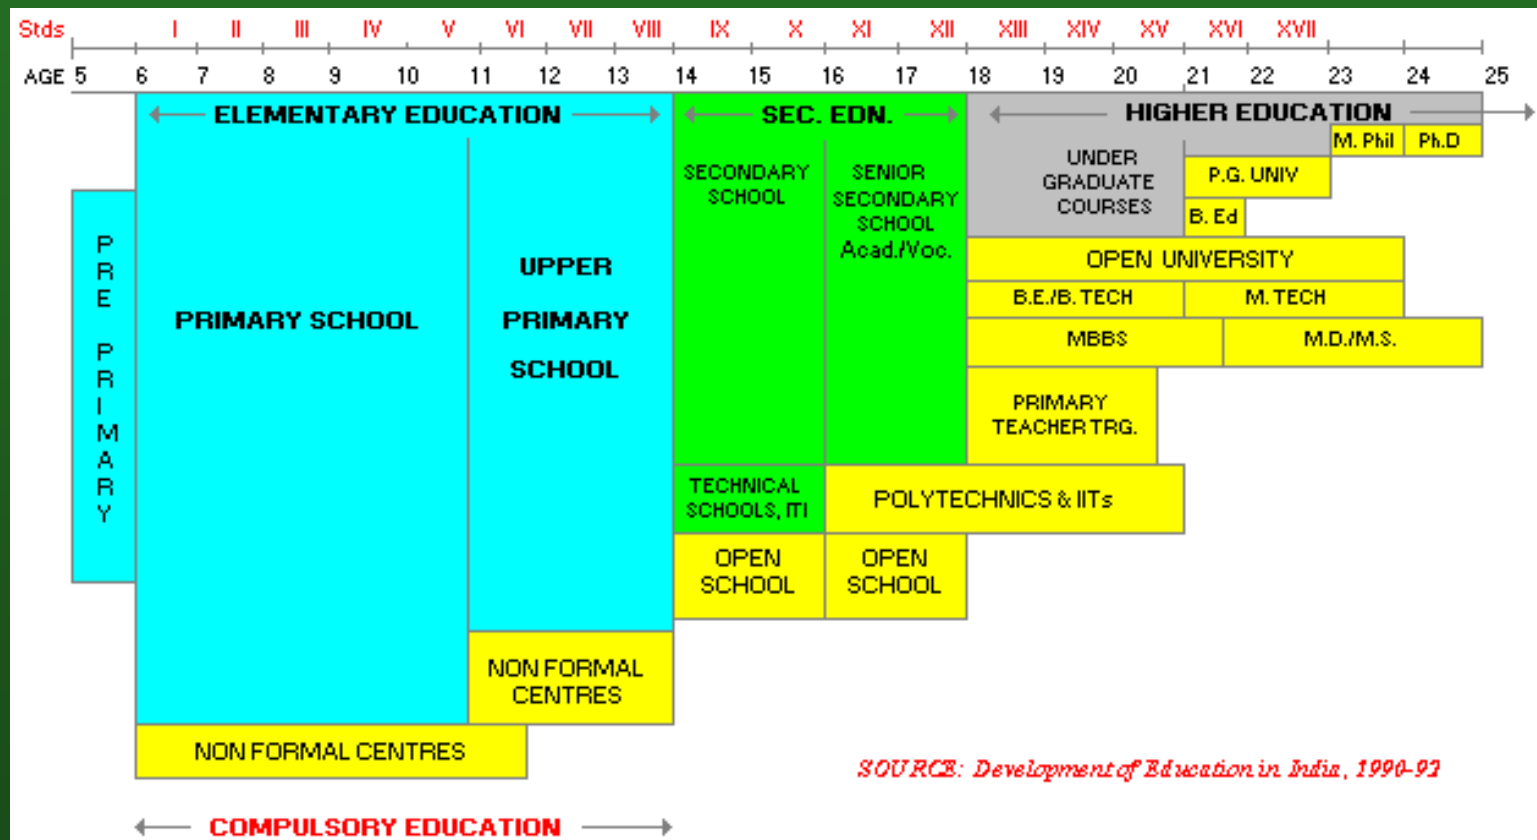 Stds I II III IV V VI VII VIII IX X XI XII XIII XIV XV XVI XVII
AGE 5 6 7 8 9 10 11 12 13 14 15 16 17 18 19 20 21 22 23 24 25
ELEMENTARY EDUCATION
SEC. EDN.
HIGHER EDUCATION
PRE PRIMARY
PRIMARY SCHOOL
UPPER
PRIMARY
SCHOOL
SECONDARY
SCHOOL
SENIOR
SECONDARY
SCHOOL
Acad./Voc.
UNDER
GRADUATE
COURSES
M. Phil
Ph.D
P.G. UNIV
B. Ed
OPEN UNIVERSITY
B.E./B. TECH
M. TECH
MBBS
M.D./M.S.
PRIMARY
TEACHER TRG.
TECHNICAL
SCHOOLS, ITI
POLYTECHNICS & IITs
OPEN
SCHOOL
OPEN
SCHOOL
NON FORMAL
CENTRES
NON FORMAL CENTRES
SOURCE: Development of Education in India, 1990-93
COMPULSORY EDUCATION